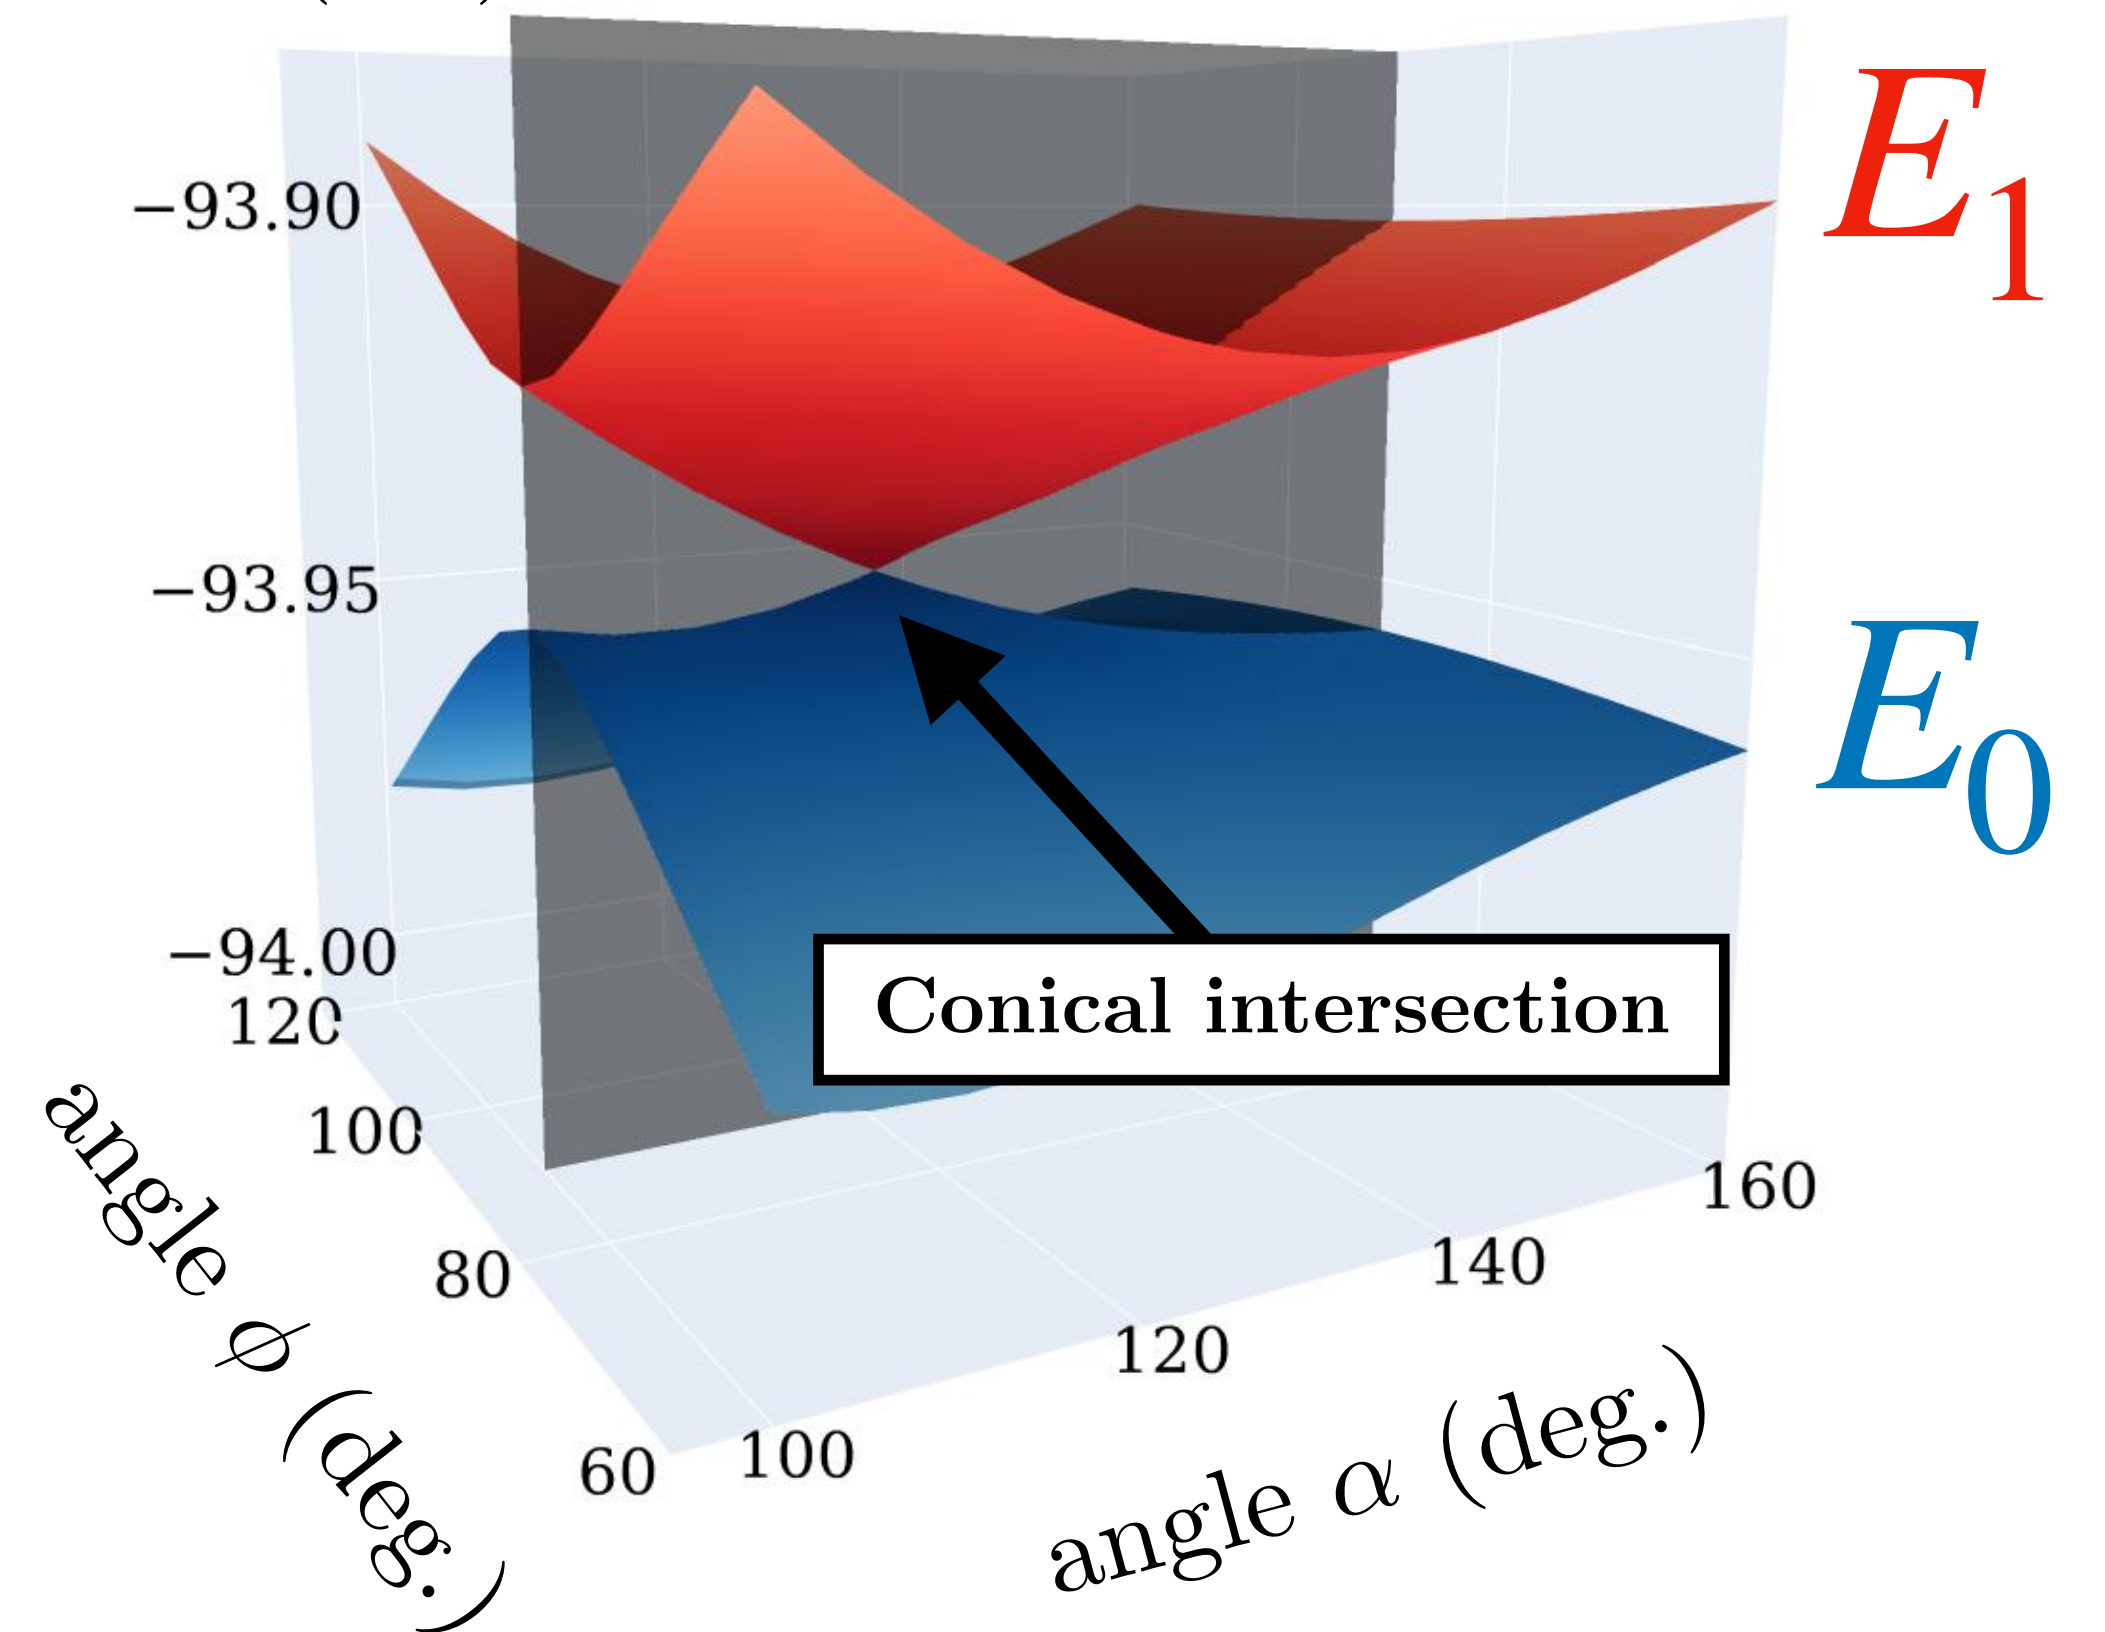 −93.90
E1
−93.95
E0
−94.00
Conical intersection
120
100
80
60
100
120
140
160
angle ϕ (deg.)
angle α (deg.)